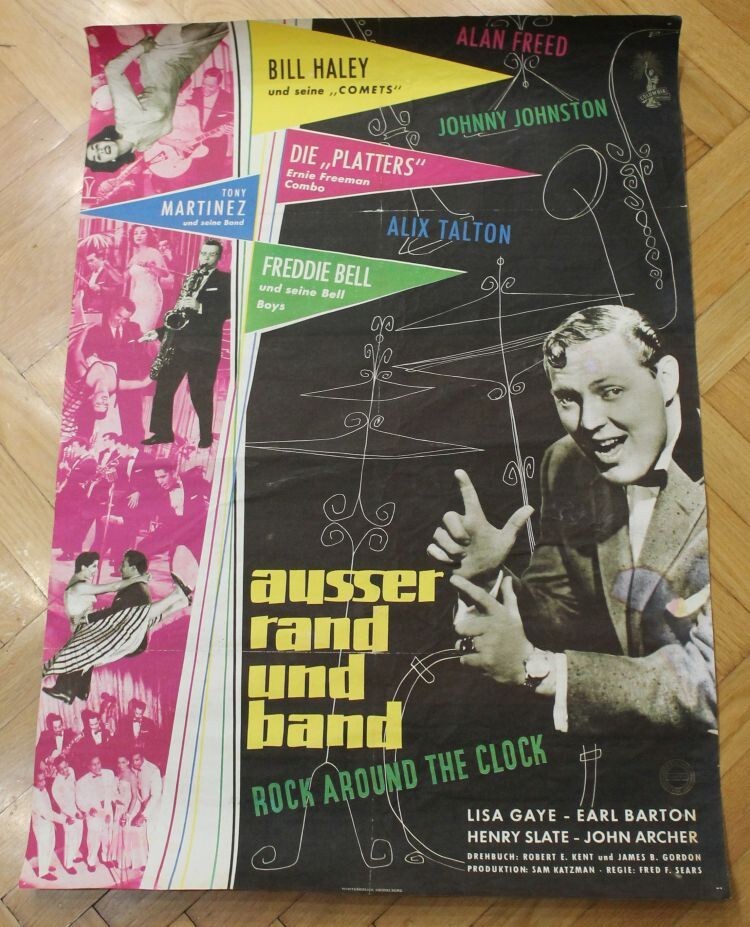 ALAN FREED
BILL HALEY
und seine „COMETS“
COLUMBIA
JOHNNY JOHNSTON
DIE „PLATTERS“
Ernie Freeman
Combo
TONY
MARTINEZ
und seine Band
ALIX TALTON
FREDDIE BELL
und seine Bell
Boys
ausser
rand
und
band
ROCK AROUND THE CLOCK
LISA GAYE - EARL BARTON
HENRY SLATE - JOHN ARCHER
DREHBUCH: ROBERT E. KENT und JAMES B. GORDON
PRODUKTION: SAM KATZMAN · REGIE: FRED F. SEARS